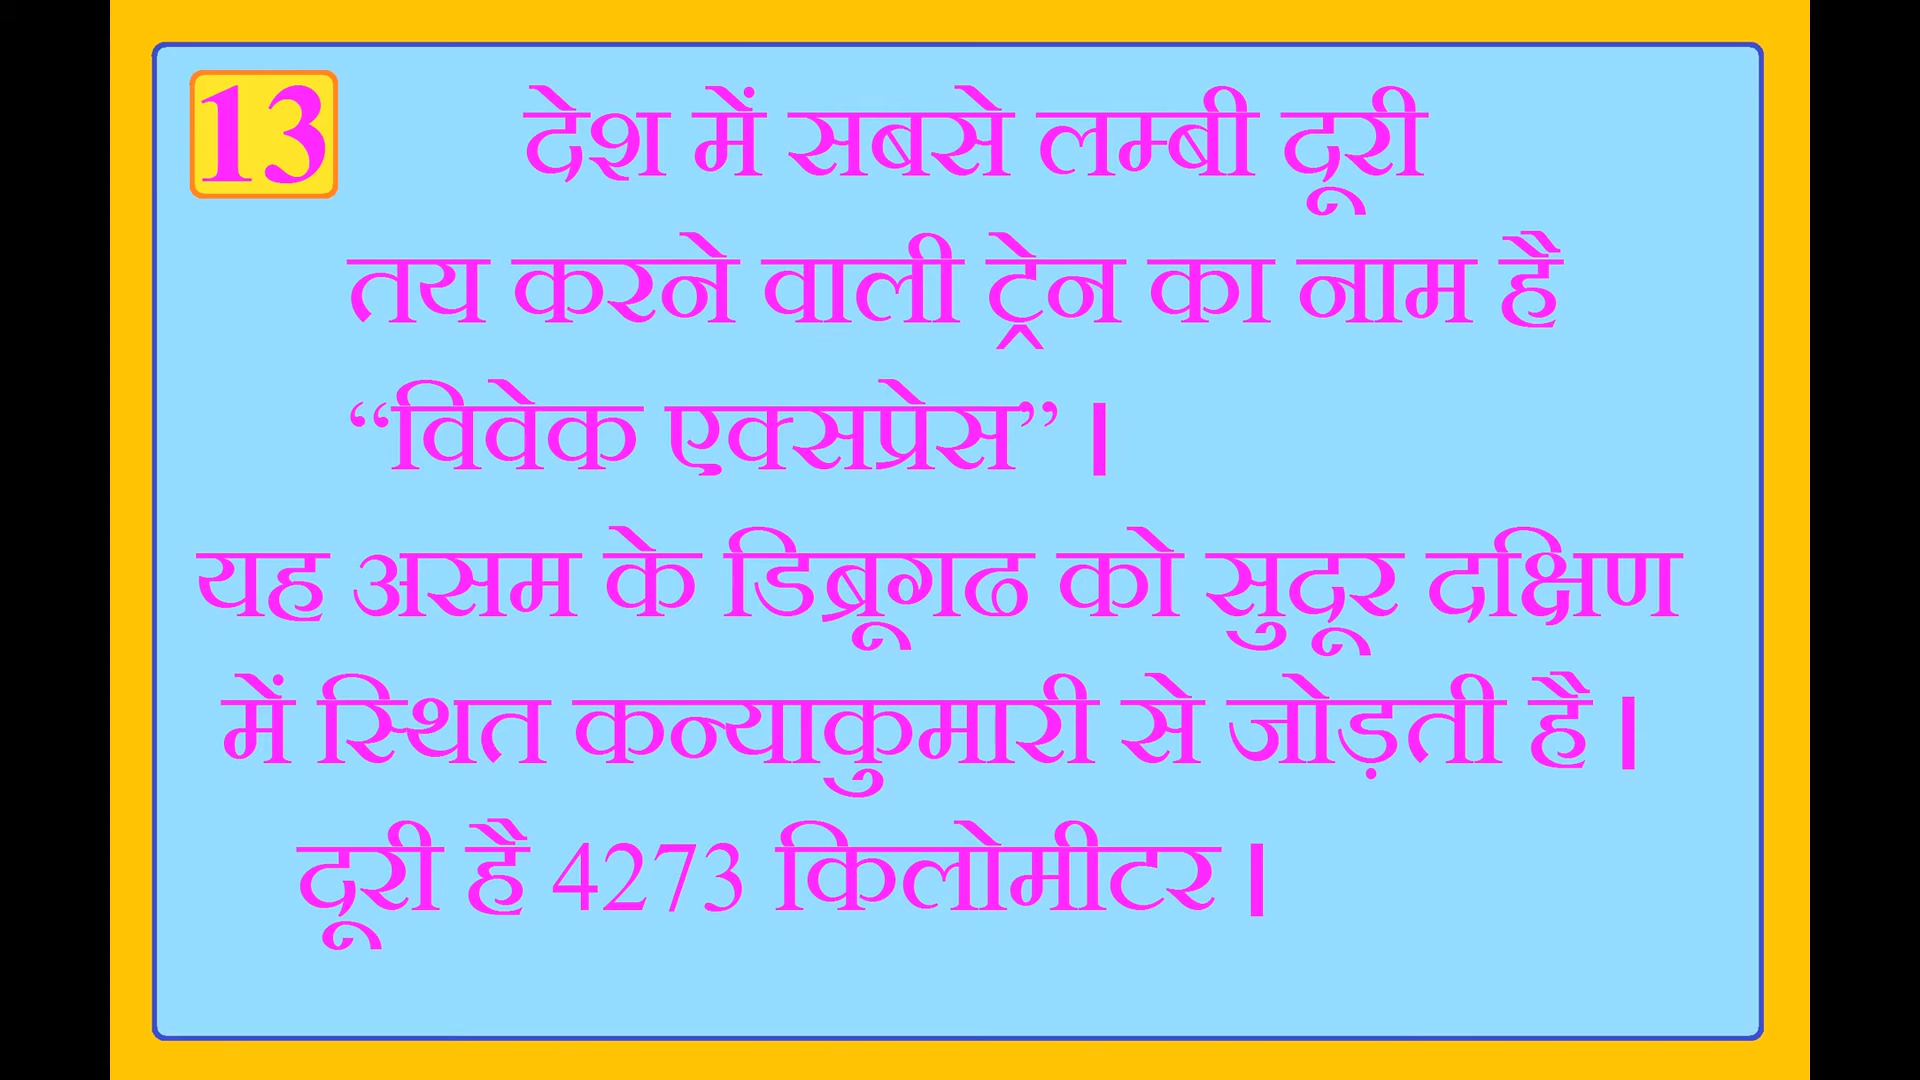 13 देश में सबसे लम्बी दूरी
तय करने वाली ट्रेन का नाम है
“विवेक एक्सप्रेस” ।
यह असम के डिब्रूगढ को सुदूर दक्षिण
में स्थित कन्याकुमारी से जोड़ती है ।
दूरी है 4273 किलोमीटर ।